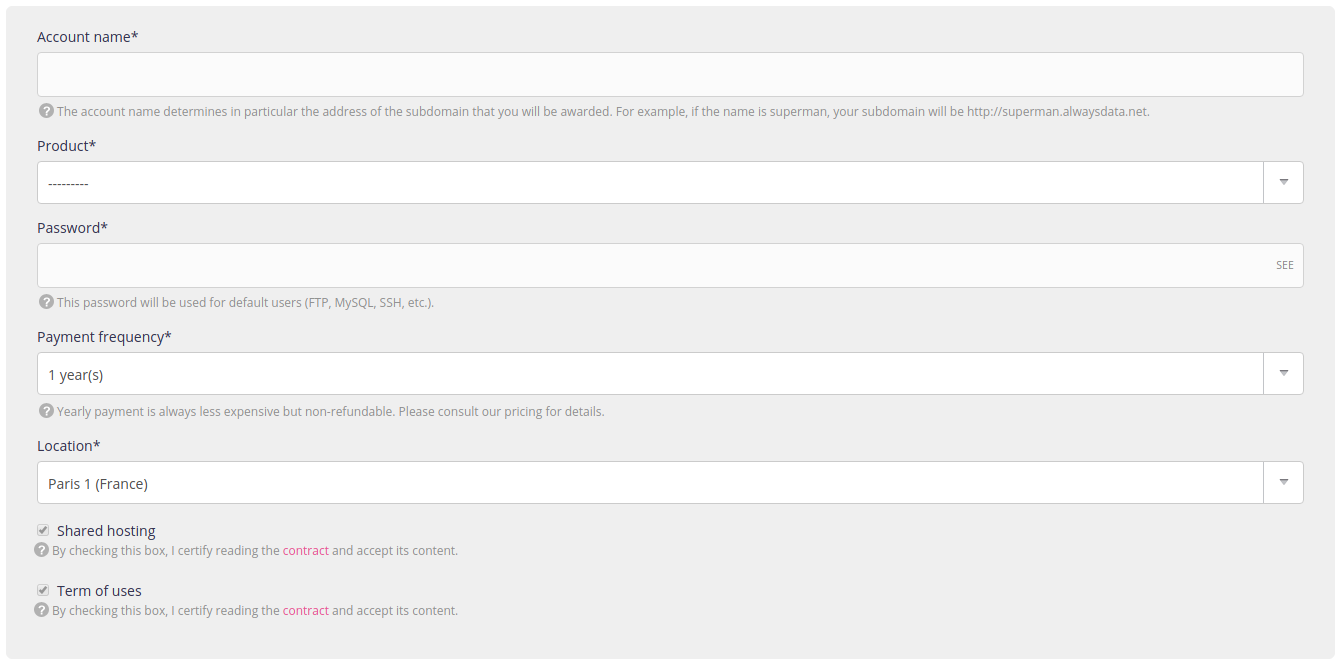 Account name*
? The account name determines in particular the address of the subdomain that you will be awarded. For example, if the name is superman, your subdomain will be http://superman.alwaysdata.net.
Product*
---------
Password*
SEE
? This password will be used for default users (FTP, MySQL, SSH, etc.).
Payment frequency*
1 year(s)
? Yearly payment is always less expensive but non-refundable. Please consult our pricing for details.
Location*
Paris 1 (France)
Shared hosting
? By checking this box, I certify reading the contract and accept its content.
Term of uses
? By checking this box, I certify reading the contract and accept its content.